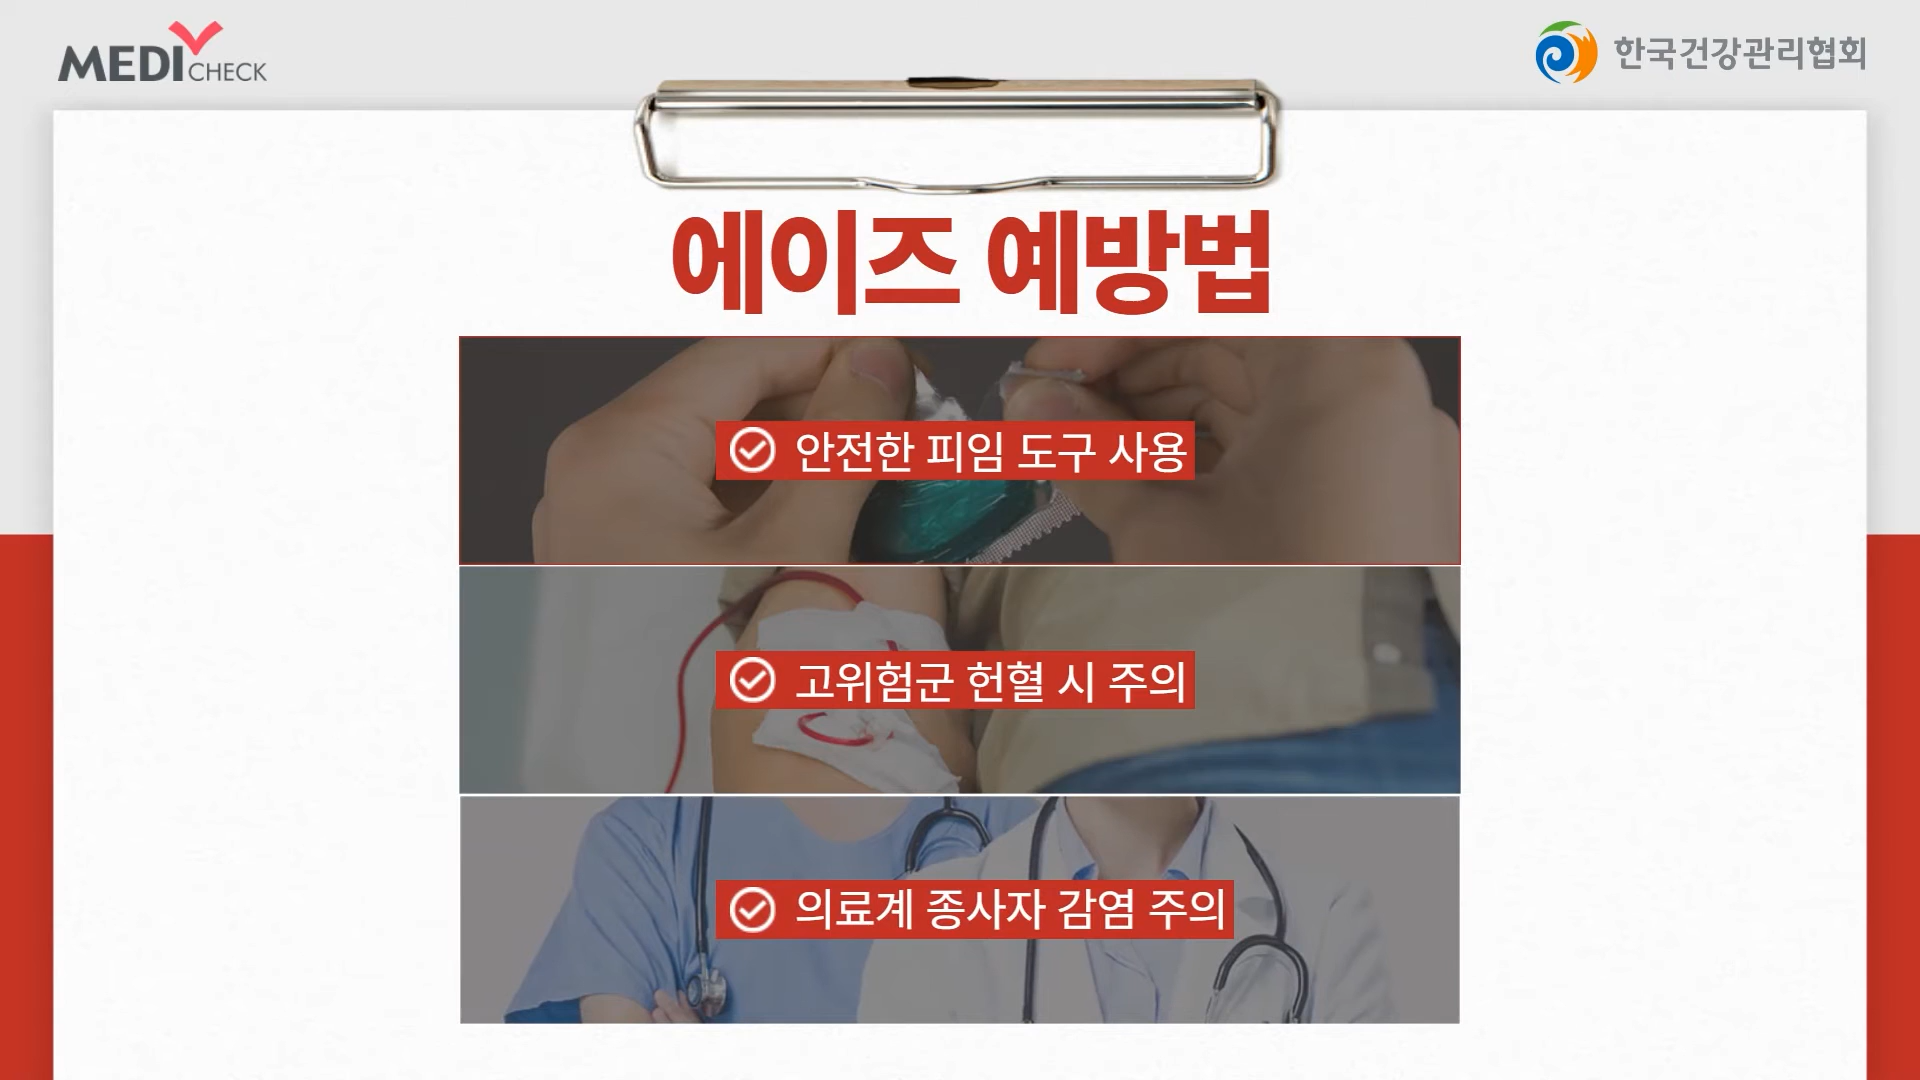 MEDI CHECK
한국건강관리협회
에이즈 예방법
안전한 피임 도구 사용
고위험군 헌혈 시 주의
의료계 종사자 감염 주의